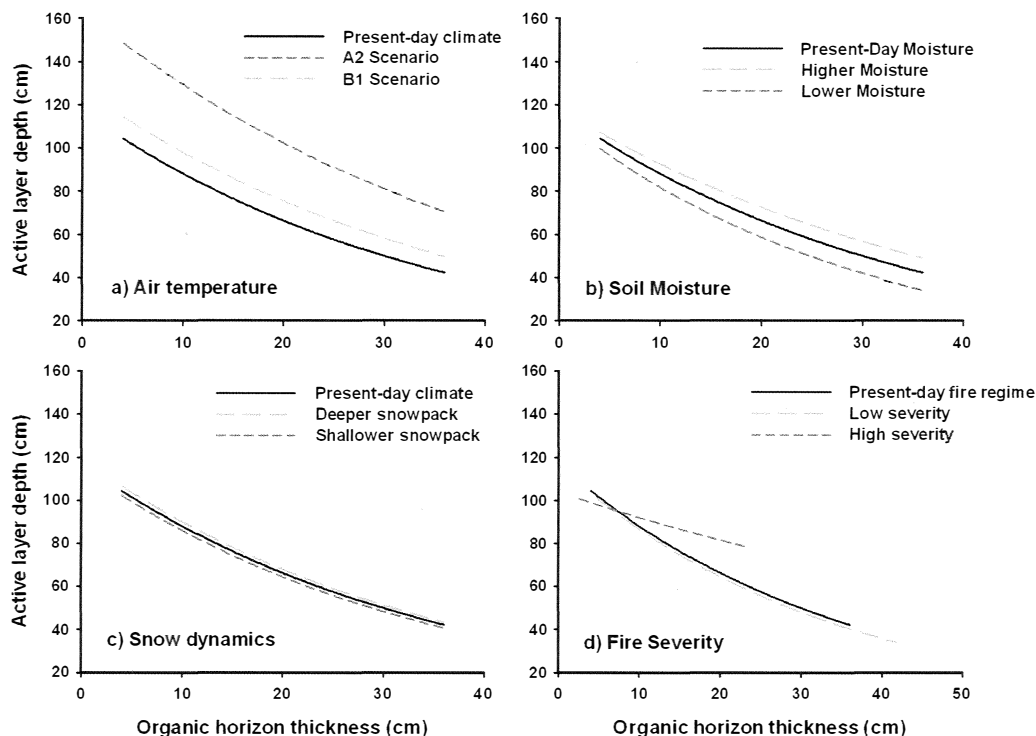 160
140
120
100
80
60
40
20
Active layer depth (cm)
Present-day climate
A2 Scenario
B1 Scenario
a) Air temperature
0 10 20 30 40
160
140
120
100
80
60
40
20
Present-Day Moisture
Higher Moisture
Lower Moisture
b) Soil Moisture
0 10 20 30 40
160
140
120
100
80
60
40
20
Active layer depth (cm)
Present-day climate
Deeper snowpack
Shallower snowpack
c) Snow dynamics
0 10 20 30 40
Organic horizon thickness (cm)
160
140
120
100
80
60
40
20
Present-day fire regime
Low severity
High severity
d) Fire Severity
0 10 20 30 40 50
Organic horizon thickness (cm)